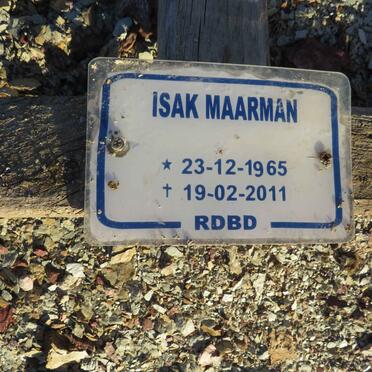 ISAK MAARMAN
★ 23-12-1965
✝ 19-02-2011
RDBD